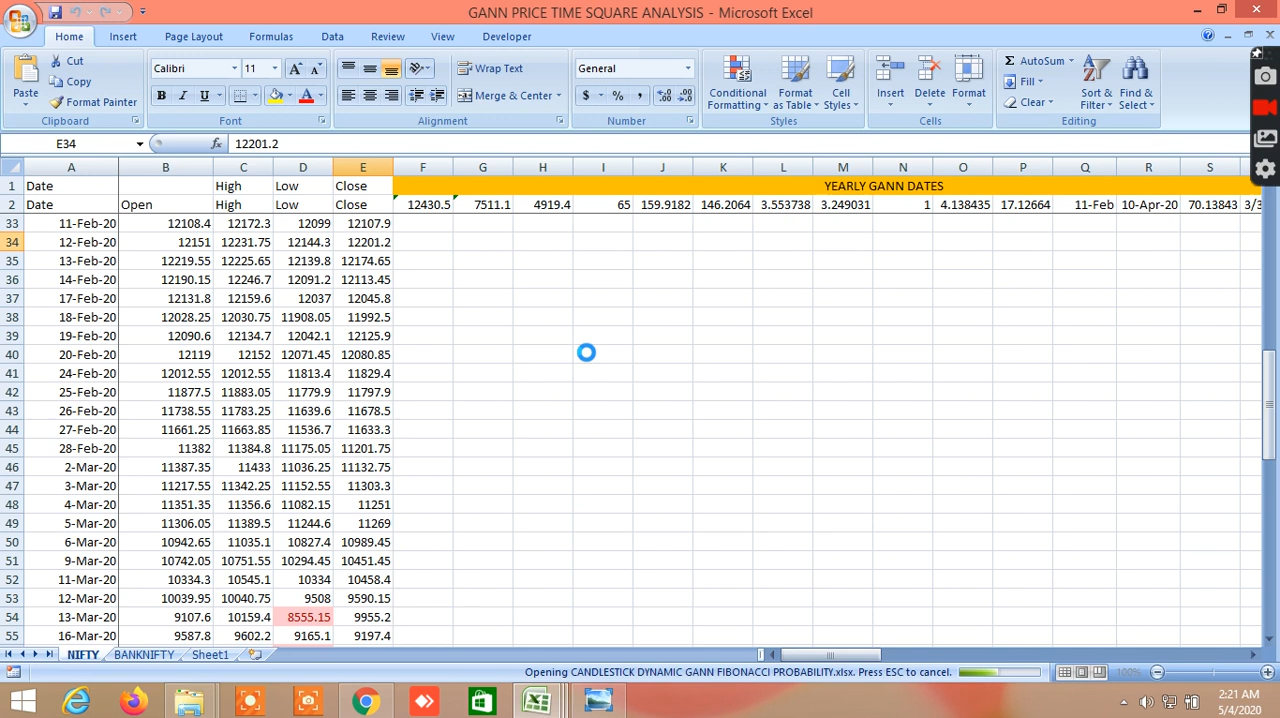 GANN PRICE TIME SQUARE ANALYSIS - Microsoft Excel
Home Insert Page Layout Formulas Data Review View Developer
Paste Cut Copy Format Painter Clipboard
Calibri 11 B I U A Font
Wrap Text Merge & Center Alignment
General $ % , Number
Conditional Formatting Format as Table Cell Styles Styles
Insert Delete Format Cells
AutoSum Fill Clear Sort & Filter Find & Select Editing
E34 fx 12201.2
A B C D E F G H I J K L M N O P Q R S
1 Date High Low Close YEARLY GANN DATES
2 Date Open High Low Close 12430.5 7511.1 4919.4 65 159.9182 146.2064 3.553738 3.249031 1 4.138435 17.12664 11-Feb 10-Apr-20 70.13843 3/3
33 11-Feb-20 12108.4 12172.3 12099 12107.9
34 12-Feb-20 12151 12231.75 12144.3 12201.2
35 13-Feb-20 12219.55 12225.65 12139.8 12174.65
36 14-Feb-20 12190.15 12246.7 12091.2 12113.45
37 17-Feb-20 12131.8 12159.6 12037 12045.8
38 18-Feb-20 12028.25 12030.75 11908.05 11992.5
39 19-Feb-20 12090.6 12134.7 12042.1 12125.9
40 20-Feb-20 12119 12152 12071.45 12080.85
41 24-Feb-20 12012.55 12012.55 11813.4 11829.4
42 25-Feb-20 11877.5 11883.05 11779.9 11797.9
43 26-Feb-20 11738.55 11783.25 11639.6 11678.5
44 27-Feb-20 11661.25 11663.85 11536.7 11633.3
45 28-Feb-20 11382 11384.8 11175.05 11201.75
46 2-Mar-20 11387.35 11433 11036.25 11132.75
47 3-Mar-20 11217.55 11342.25 11152.55 11303.3
48 4-Mar-20 11351.35 11356.6 11082.15 11251
49 5-Mar-20 11306.05 11389.5 11244.6 11269
50 6-Mar-20 10942.65 11035.1 10827.4 10989.45
51 9-Mar-20 10742.05 10751.55 10294.45 10451.45
52 11-Mar-20 10334.3 10545.1 10334 10458.4
53 12-Mar-20 10039.95 10040.75 9508 9590.15
54 13-Mar-20 9107.6 10159.4 8555.15 9955.2
55 16-Mar-20 9587.8 9602.2 9165.1 9197.4
NIFTY BANKNIFTY Sheet1
Opening CANDLESTICK DYNAMIC GANN FIBONACCI PROBABILITY.xlsx. Press ESC to cancel. 100%
2:21 AM
5/4/2020